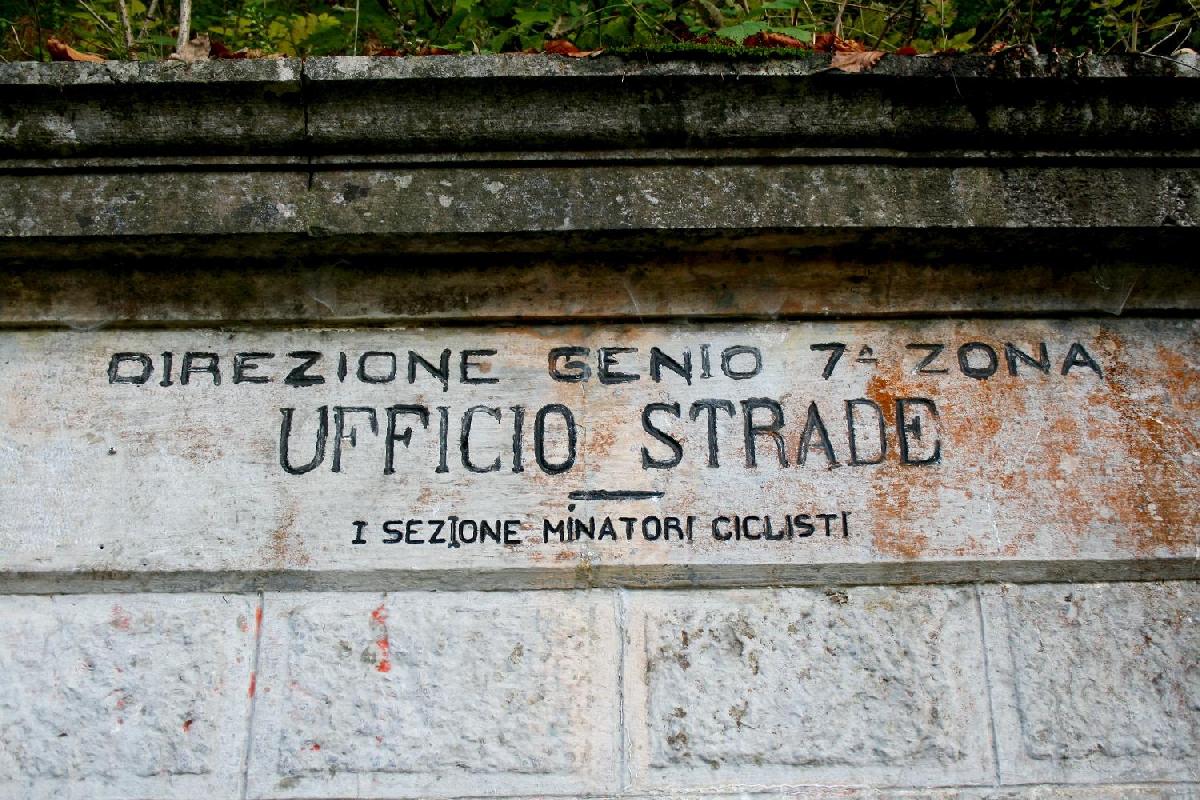 DIREZIONE GENIO 7ª ZONA
UFFICIO STRADE
I SEZIONE MINATORI CICLISTI